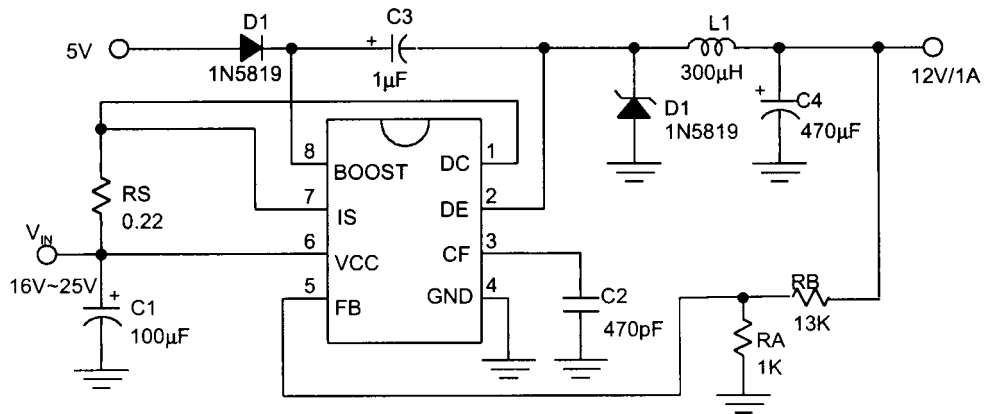 D1
C3
L1
5V
+
1N5819
1µF
300µH
12V/1A
D1
1N5819
+
C4
470µF
8
BOOST
DC
1
RS
0.22
7
IS
DE
2
VIN
6
VCC
CF
3
16V~25V
+
C1
100µF
5
FB
GND
4
C2
470pF
RB
13K
RA
1K